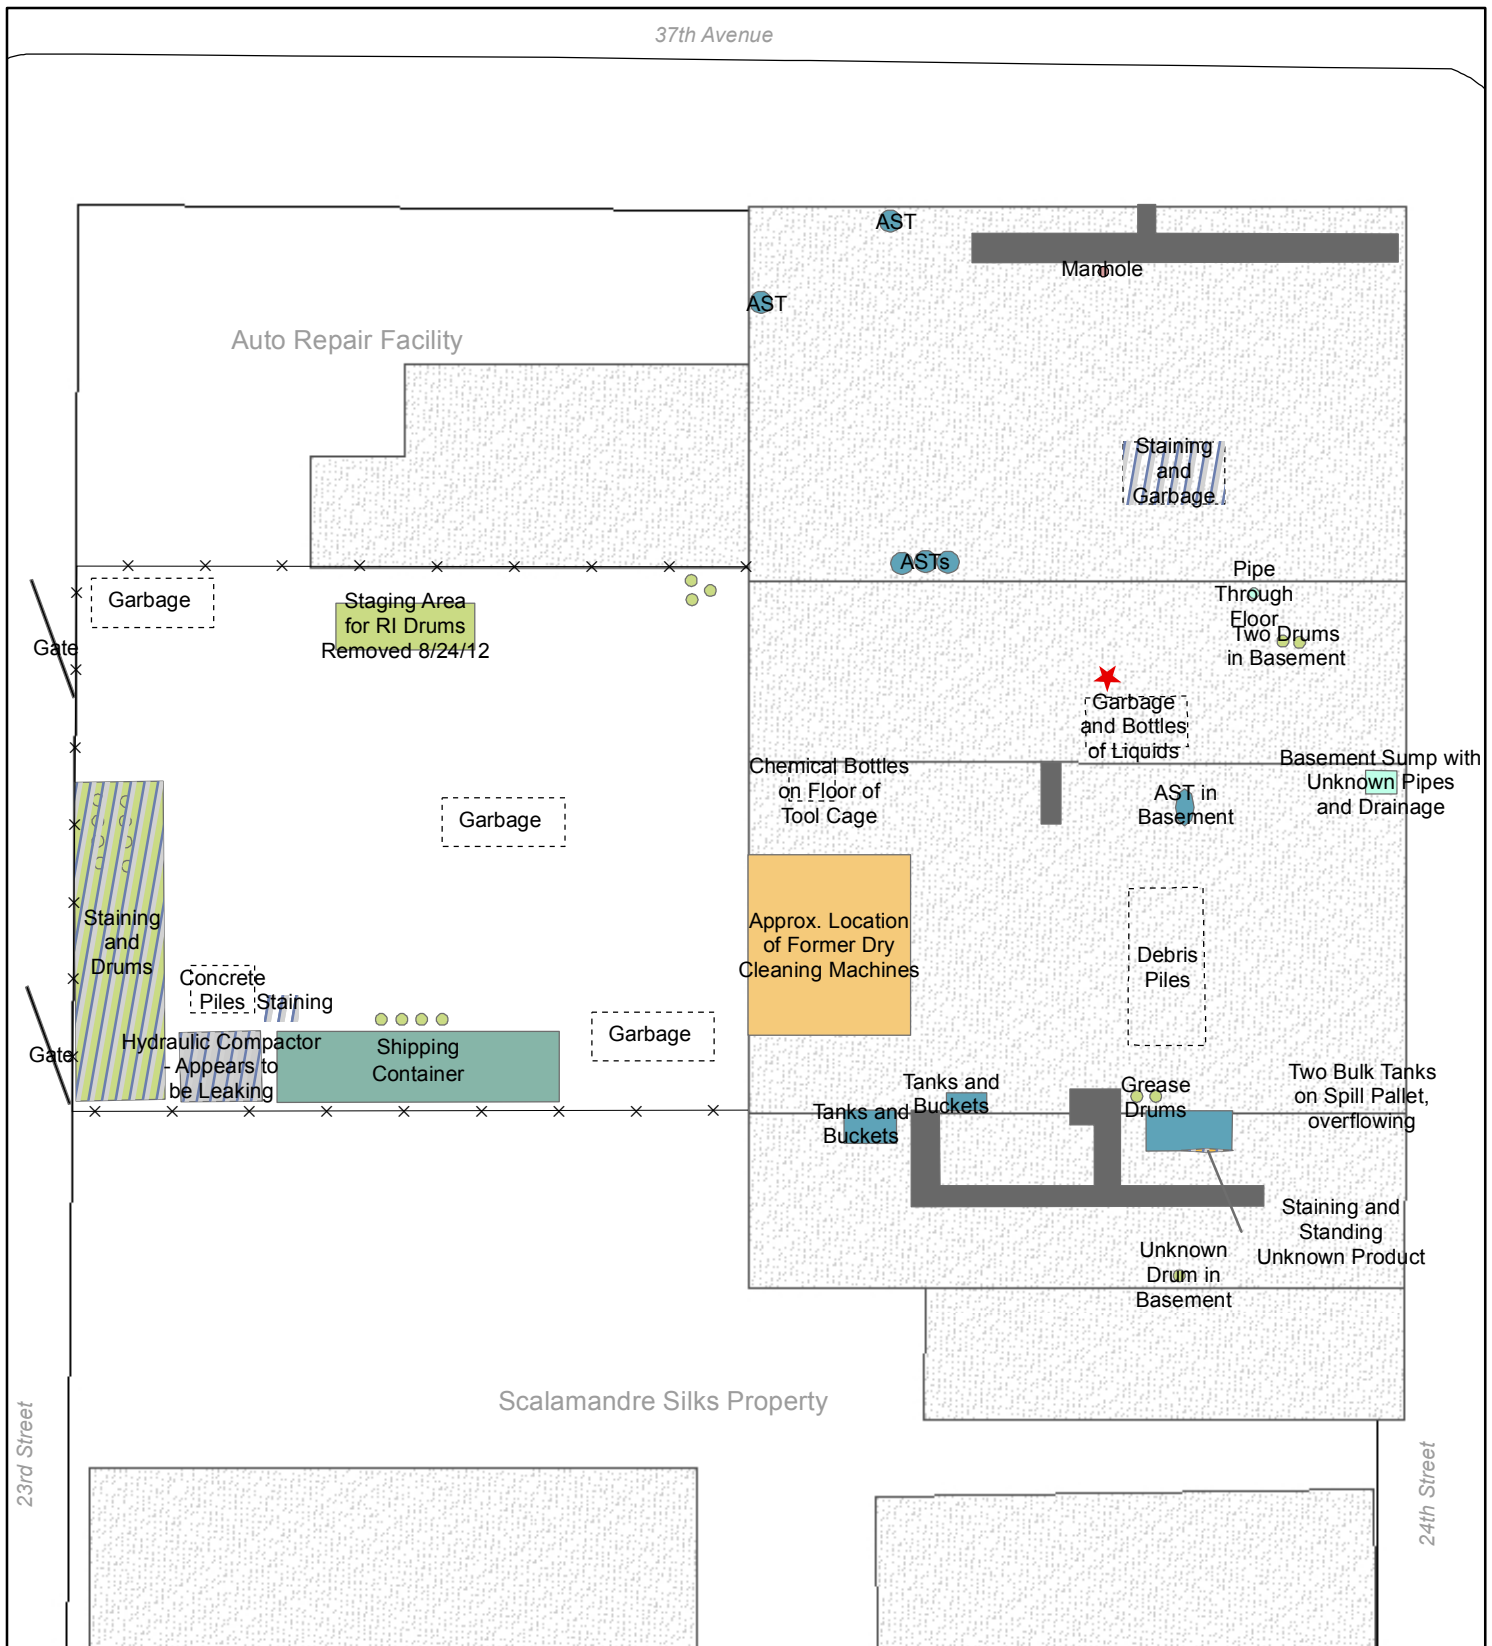 37th Avenue
AST
Manhole
AST
Auto Repair Facility
Staining
and
Garbage
ASTs
Pipe
Through
Floor
Garbage
Staging Area
for RI Drums
Removed 8/24/12
Two Drums
in Basement
Gate
Garbage
and Bottles
of Liquids
Chemical Bottles
on Floor of
Tool Cage
AST in
Basement
Basement Sump with
Unknown Pipes
and Drainage
Garbage
Staining
and
Drums
Approx. Location
of Former Dry
Cleaning Machines
Debris
Piles
Concrete
Piles
Staining
Gate
Hydraulic Compactor
- Appears to
be Leaking
Shipping
Container
Garbage
Tanks and
Buckets
Tanks and
Buckets
Grease
Drums
Two Bulk Tanks
on Spill Pallet,
overflowing
Staining and
Standing
Unknown Product
Unknown
Drum in
Basement
Scalamandre Silks Property
23rd Street
24th Street